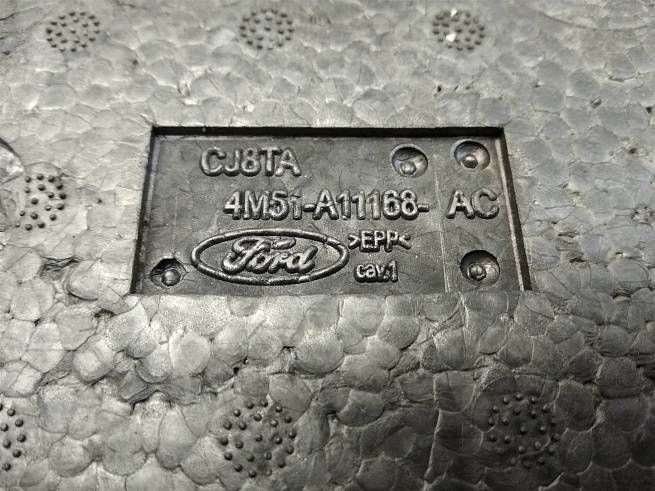 CJ8TA
4M51-A11168- AC
Ford >EPP<
cav.1